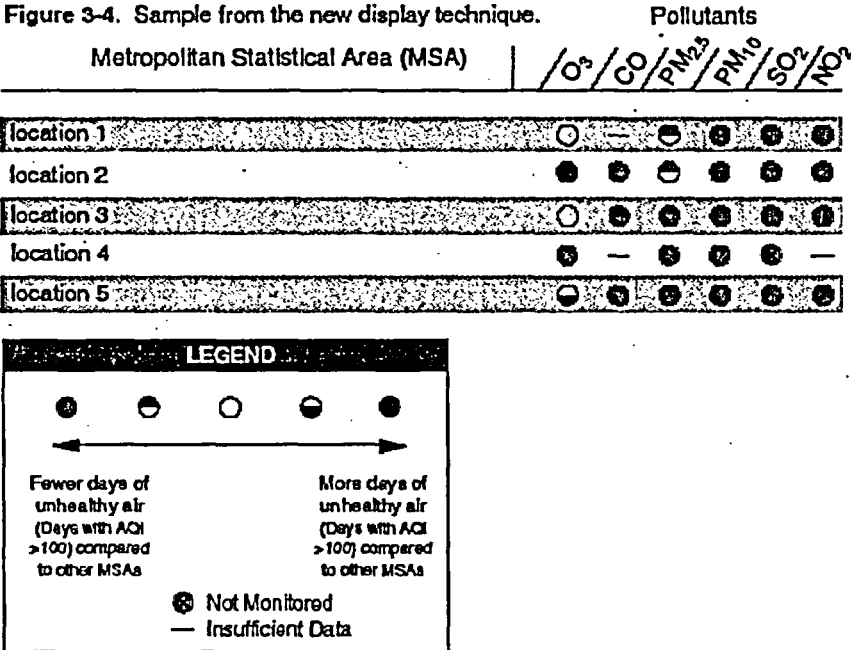 Figure 3-4. Sample from the new display technique.
Pollutants
Metropolitan Statistical Area (MSA)
O3
CO
PM2.5
PM10
SO2
NO2
location 1
location 2
location 3
location 4
location 5
LEGEND
Fewer days of
unhealthy air
(Days with AQI
>100) compared
to other MSAs
More days of
unhealthy air
(Days with AQI
>100) compared
to other MSAs
Not Monitored
— Insufficient Data